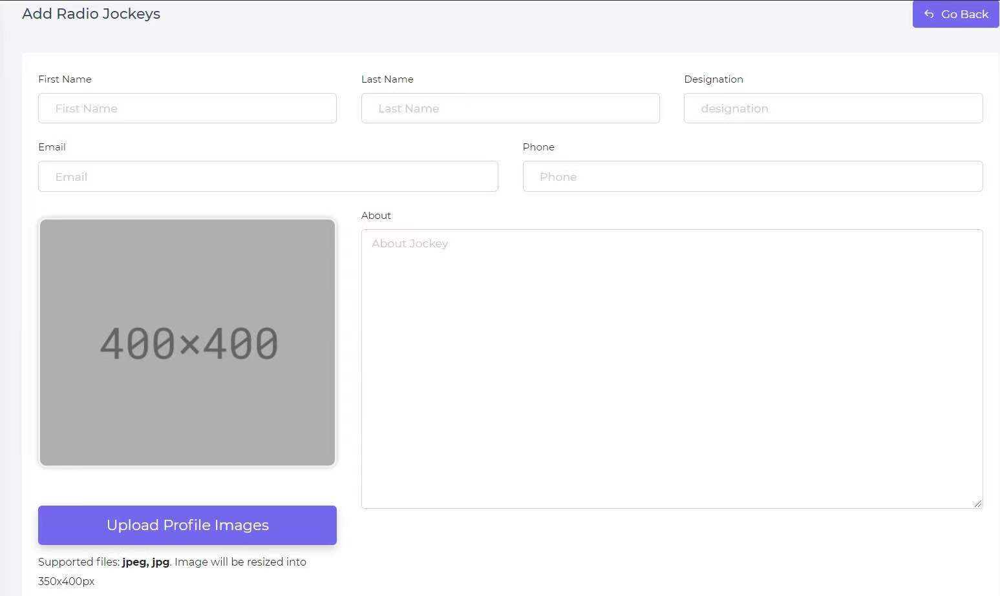 Add Radio Jockeys
Go Back
First Name
Last Name
Designation
First Name
Last Name
designation
Email
Phone
Email
Phone
About
About Jockey
400×400
Upload Profile Images
Supported files: jpeg, jpg. Image will be resized into
350x400px